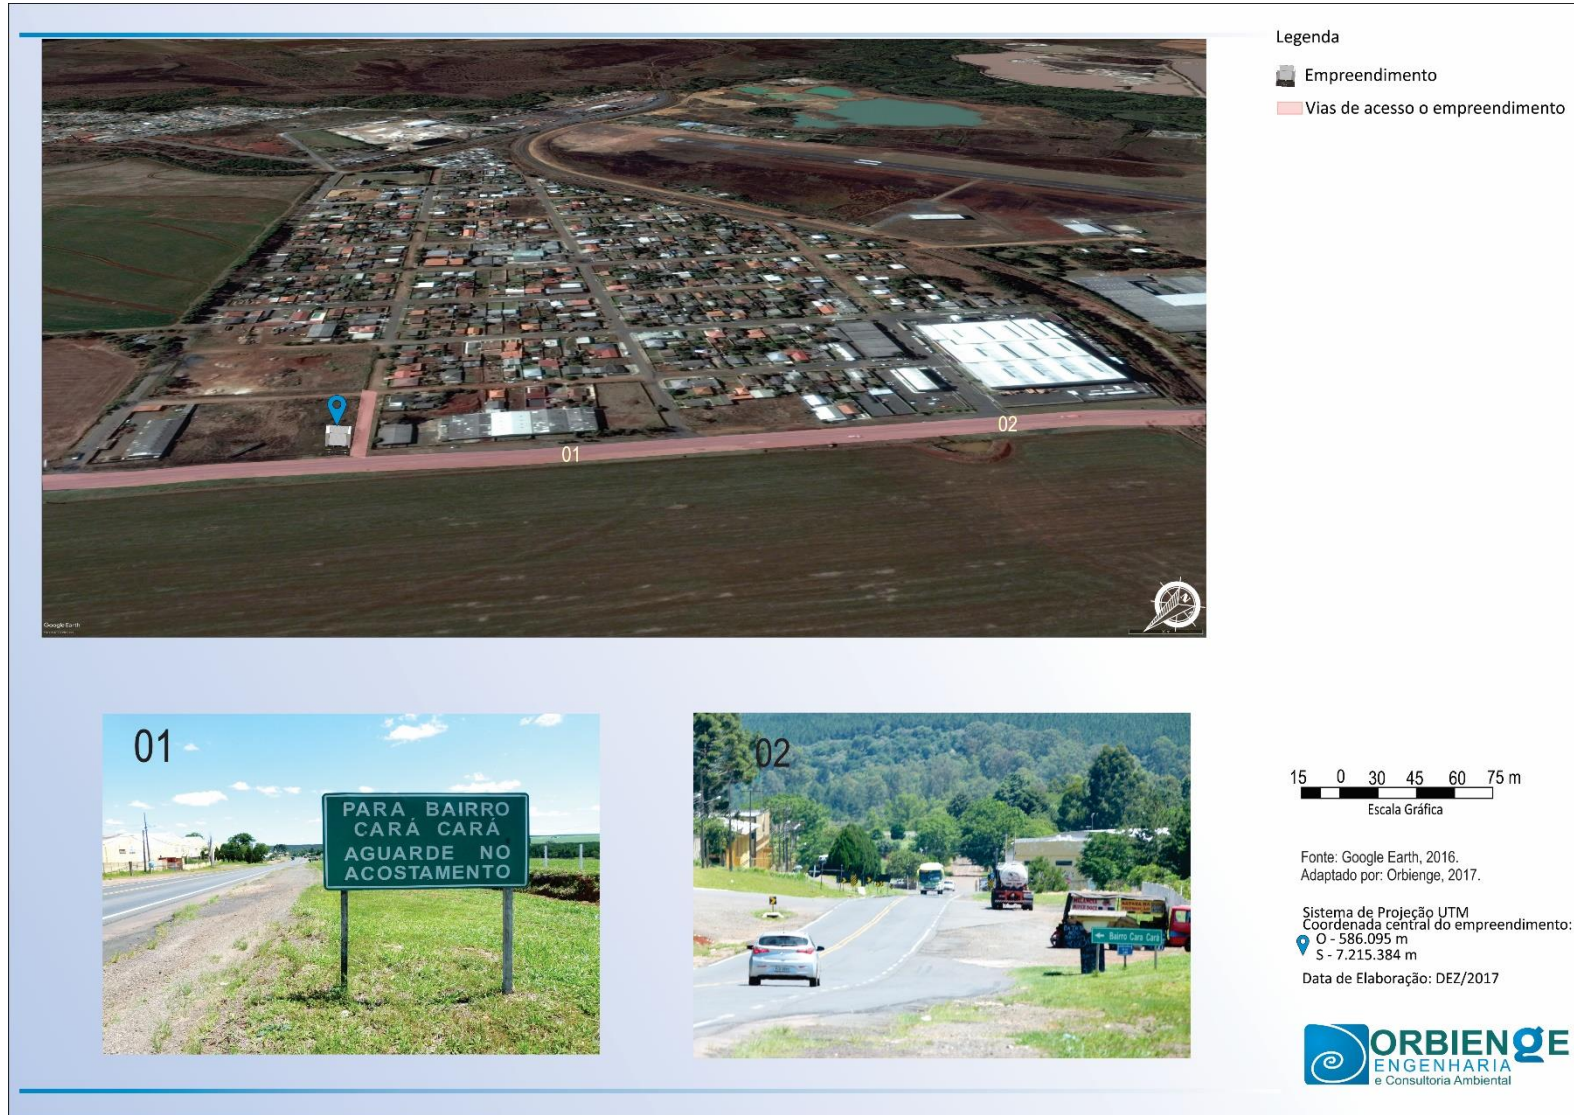 Legenda
Empreendimento
Vias de acesso o empreendimento
01
02
Google Earth
01
PARA BAIRRO
CARÁ CARÁ
AGUARDE NO
ACOSTAMENTO
02
Bairro Cara Cará
15 0 30 45 60 75 m
Escala Gráfica
Fonte: Google Earth, 2016.
Adaptado por: Orbienge, 2017.
Sistema de Projeção UTM
Coordenada central do empreendimento:
O - 586.095 m
S - 7.215.384 m
Data de Elaboração: DEZ/2017
ORBIENGE
ENGENHARIA
e Consultoria Ambiental